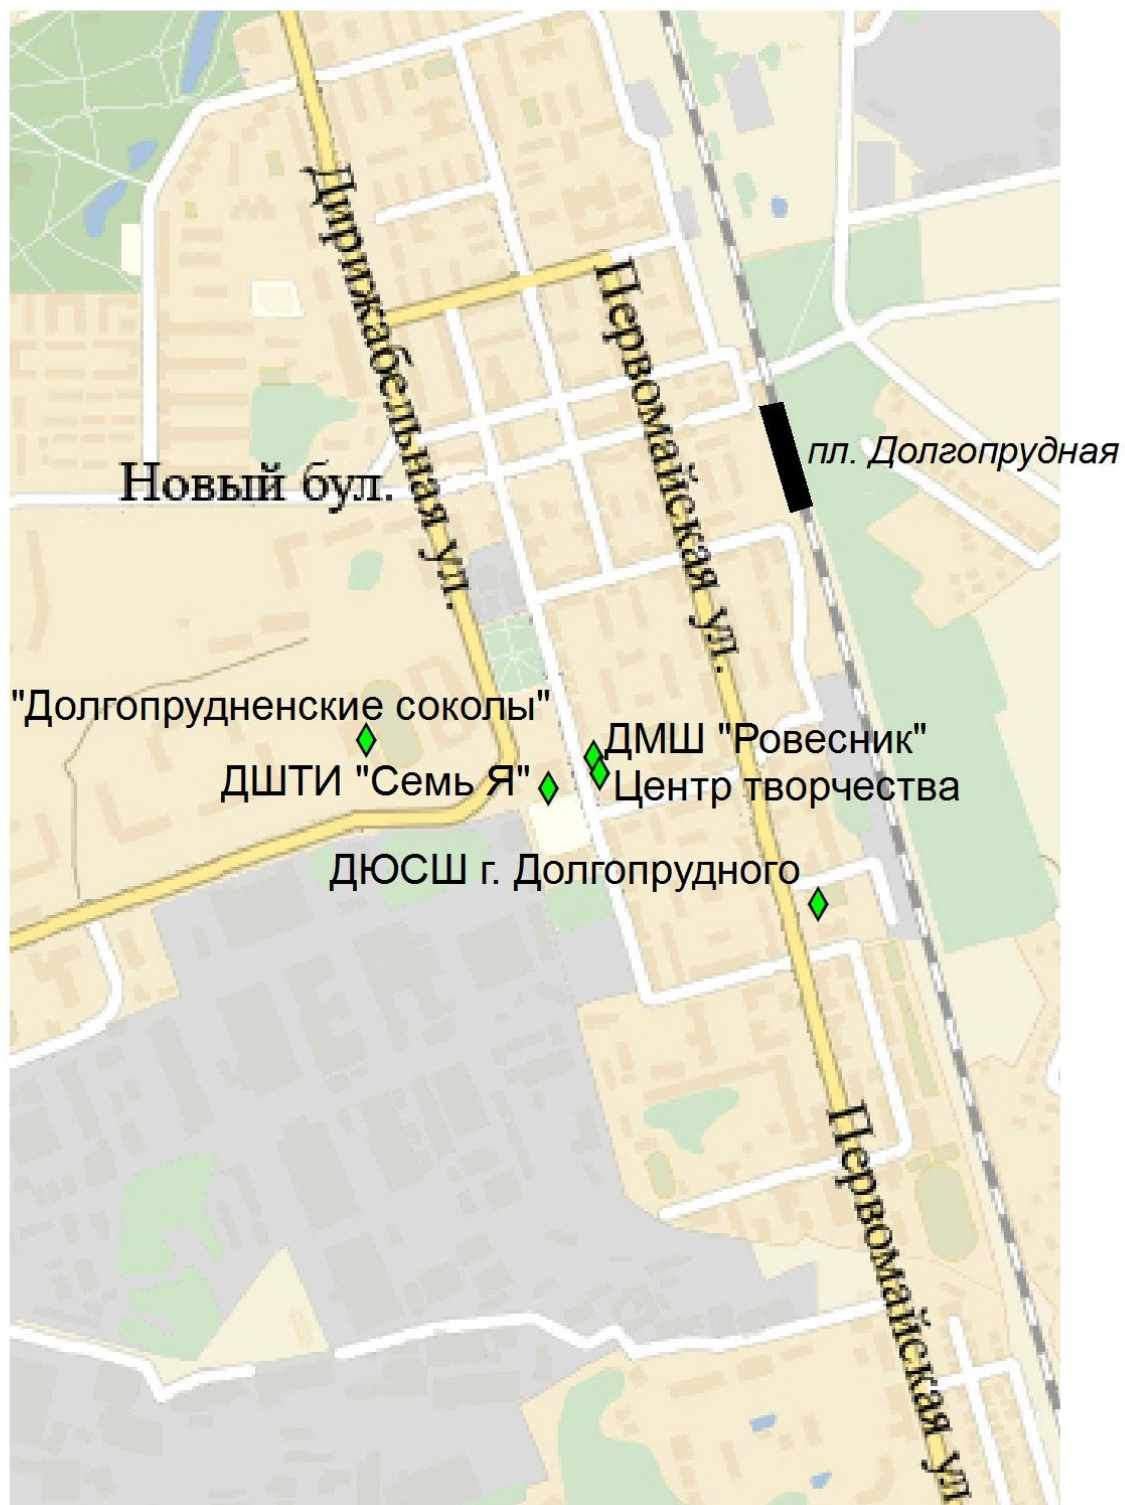 Дирижабельная ул.
Первомайская ул.
пл. Долгопрудная
Новый бул.
"Долгопрудненские соколы"
ДМШ "Ровесник"
ДШТИ "Семь Я"
Центр творчества
ДЮСШ г. Долгопрудного
Первомайская ул